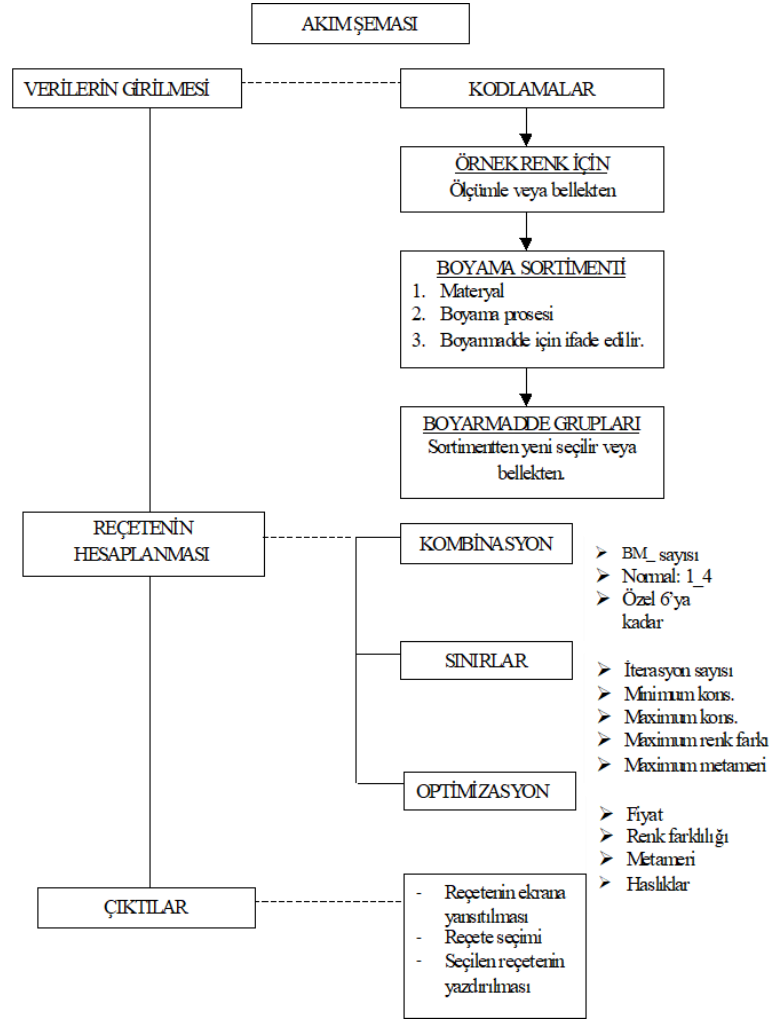 AKIM ŞEMASI
VERİLERİN GİRİLMESİ
KODLAMALAR
ÖRNEK RENK İÇİN
Ölçümle veya bellekten
BOYAMA SORTİMENTİ
1. Materyal
2. Boyama prosesi
3. Boyarmadde için ifade edilir.
BOYARMADDE GRUPLARI
Sortimentten yeni seçilir veya
bellekten.
REÇETENİN
HESAPLANMASI
KOMBİNASYON
➢ BM_ sayısı
➢ Normal: 1_4
➢ Özel 6'ya
kadar
SINIRLAR
➢ İterasyon sayısı
➢ Minimum kons.
➢ Maximum kons.
➢ Maximum renk farkı
➢ Maximum metameri
OPTİMİZASYON
➢ Fiyat
➢ Renk farklılığı
➢ Metameri
➢ Haslıklar
ÇIKTILAR
- Reçetenin ekrana
yansıtılması
- Reçete seçimi
- Seçilen reçetenin
yazdırılması